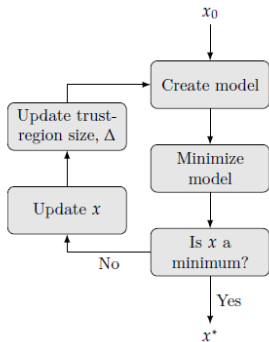 x₀
Create model
Update trust-
region size, Δ
Minimize
model
Update x
Is x a
minimum?
No
Yes
x*